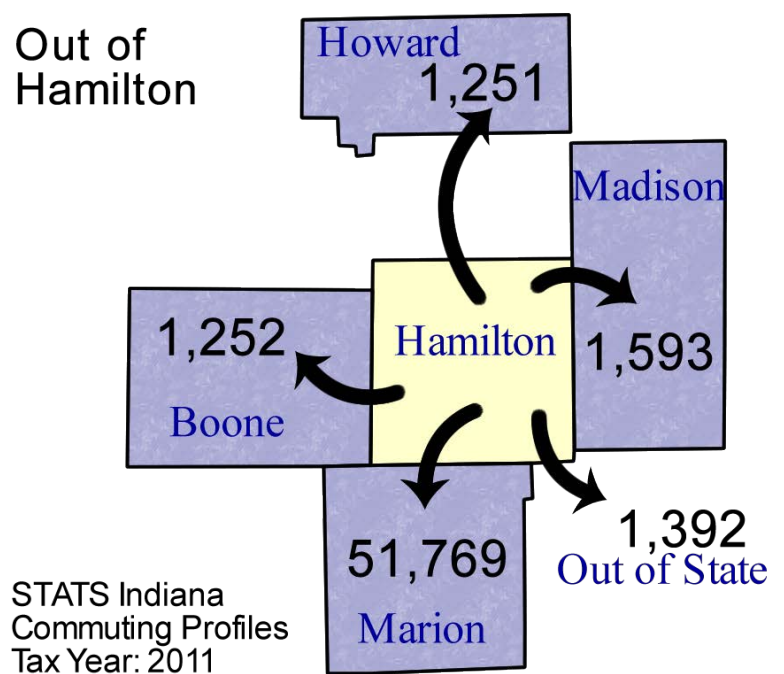 Out of
Hamilton
Howard
1,251
Madison
1,593
Hamilton
1,252
Boone
51,769
Marion
1,392
Out of State
STATS Indiana
Commuting Profiles
Tax Year: 2011